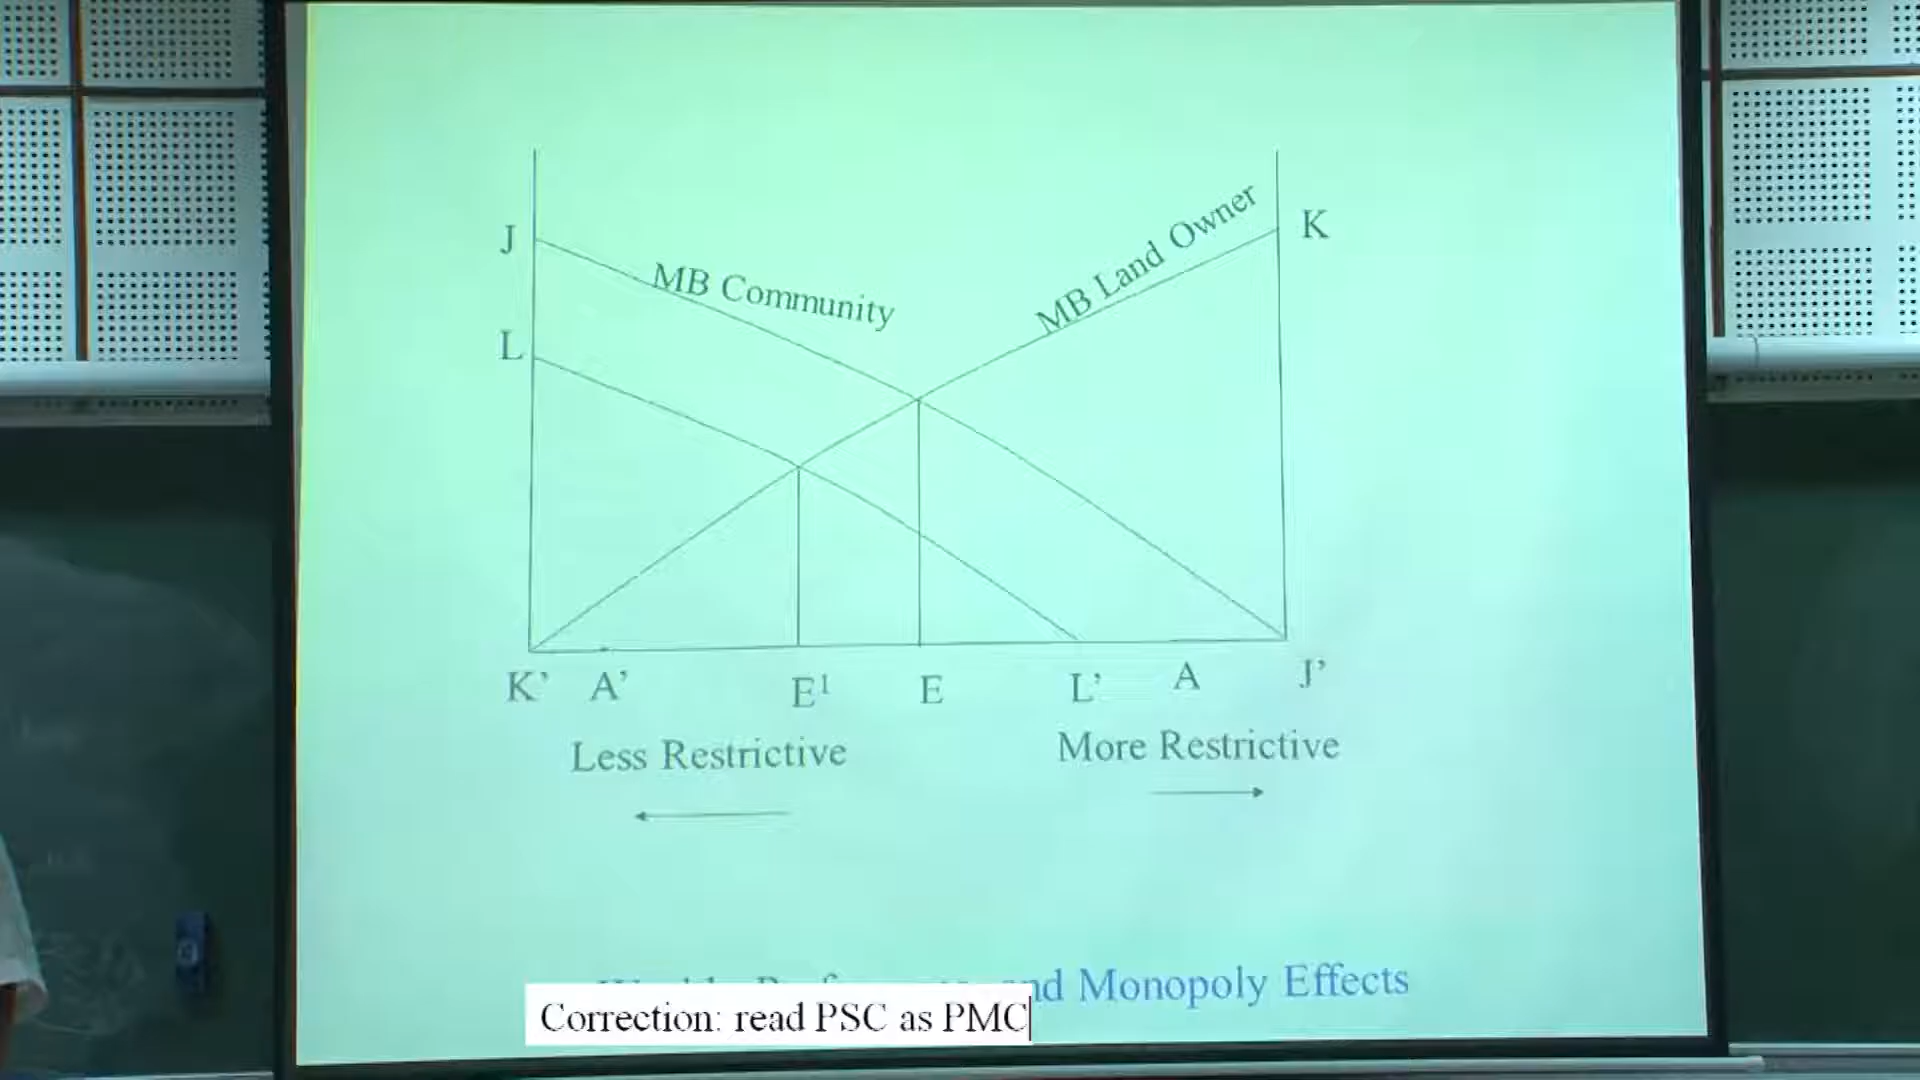 J
MB Community
MB Land Owner
K
L
K’ A’ E¹ E L’ A J’
Less Restrictive
More Restrictive
and Monopoly Effects
Correction: read PSC as PMC